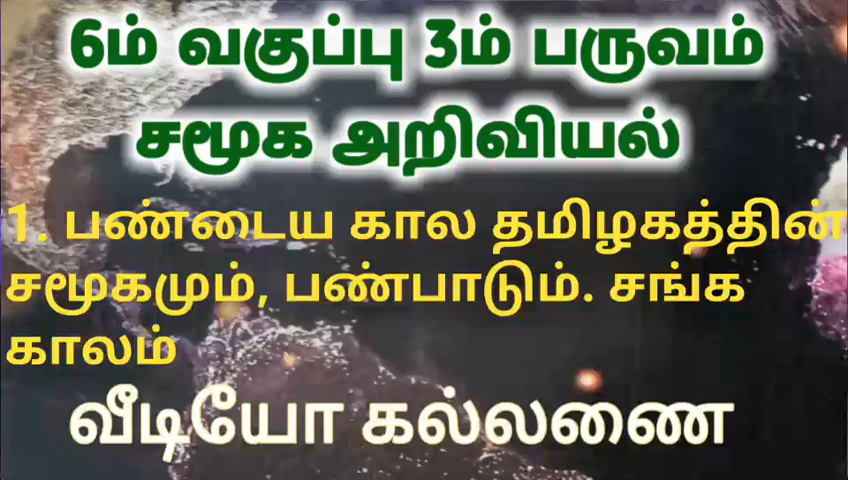 6ம் வகுப்பு 3ம் பருவம்
சமூக அறிவியல்
1. பண்டைய கால தமிழகத்தின்
சமூகமும், பண்பாடும். சங்க
காலம்
வீடியோ கல்லணை